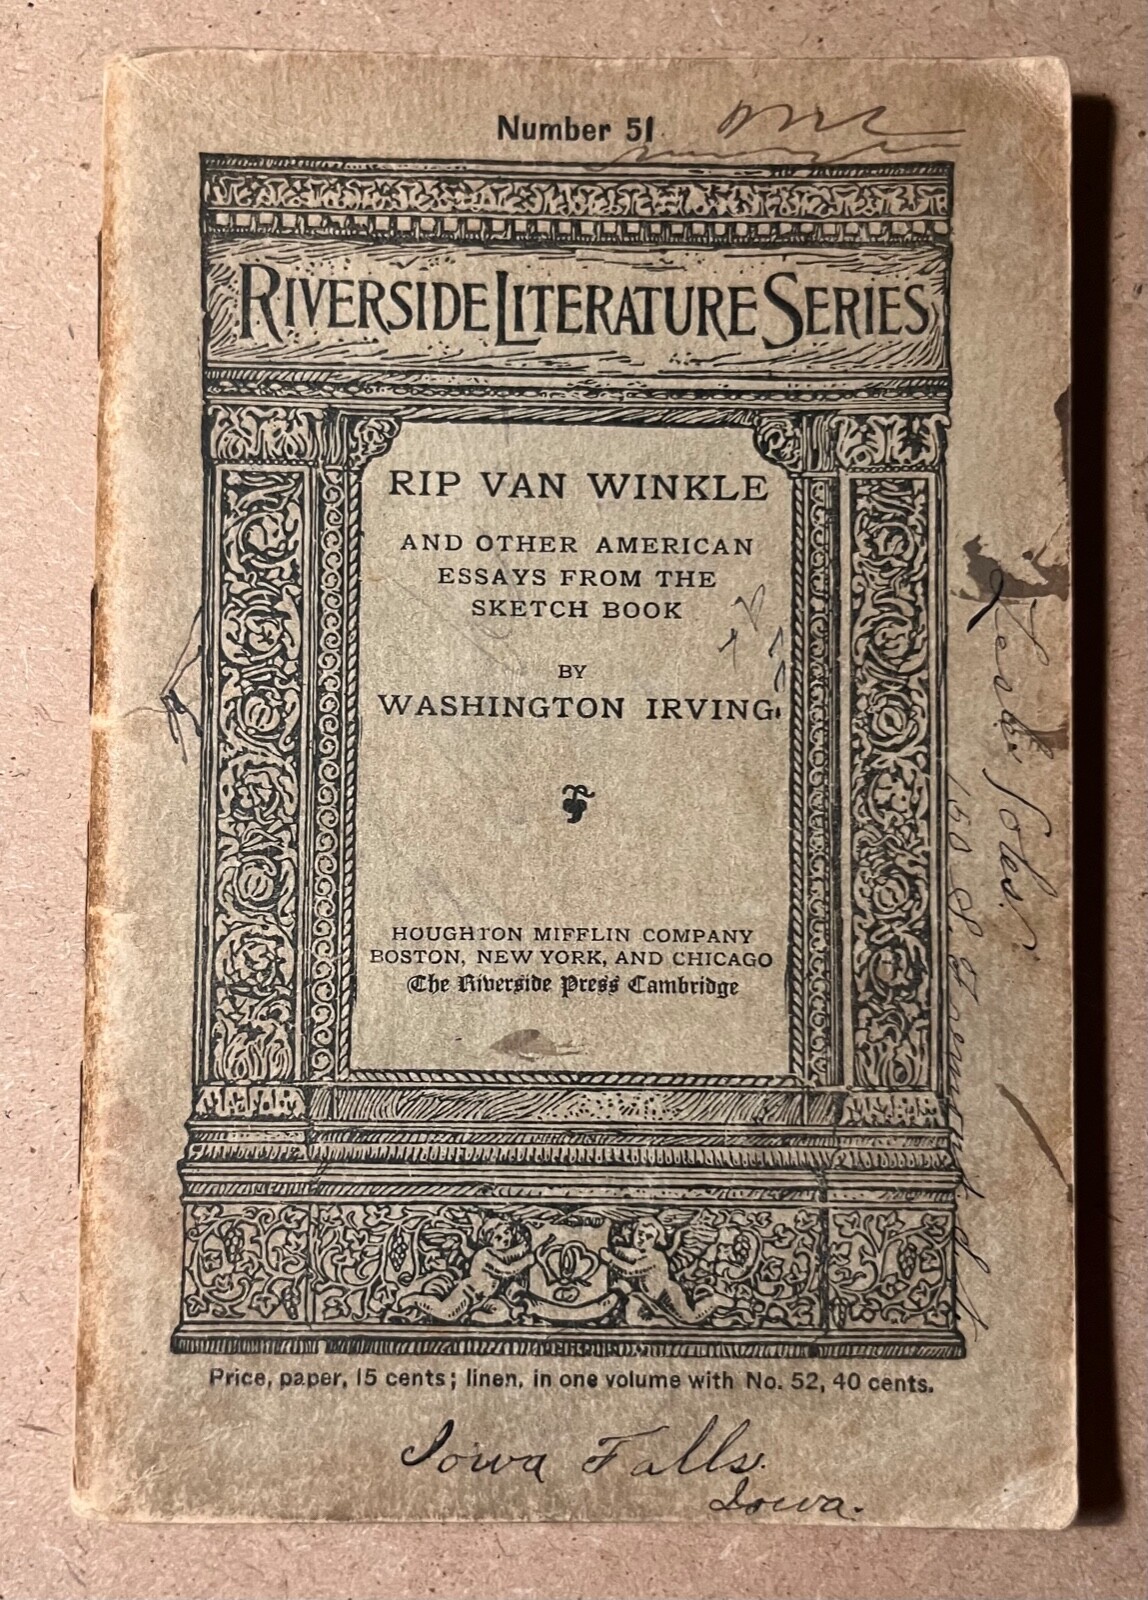 Number 51
RIVERSIDE LITERATURE SERIES
RIP VAN WINKLE
AND OTHER AMERICAN
ESSAYS FROM THE
SKETCH BOOK
BY
WASHINGTON IRVING
HOUGHTON MIFFLIN COMPANY
BOSTON, NEW YORK, AND CHICAGO
The Riverside Press Cambridge
Price, paper, 15 cents; linen, in one volume with No. 52, 40 cents.
Iowa Falls.
Iowa.